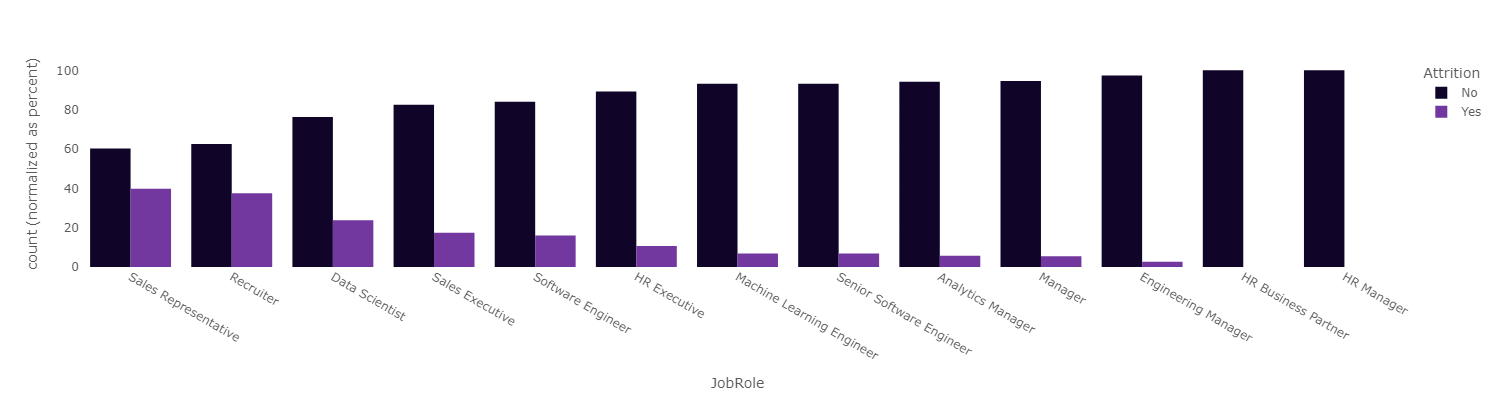 count (normalized as percent)
100
80
60
40
20
0
Sales Representative
Recruiter
Data Scientist
Sales Executive
Software Engineer
HR Executive
Machine Learning Engineer
Senior Software Engineer
Analytics Manager
Manager
Engineering Manager
HR Business Partner
HR Manager
JobRole
Attrition
No
Yes